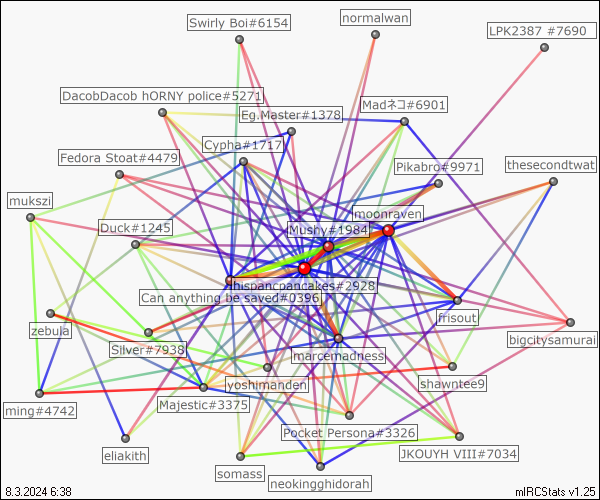 Swirly Boi#6154
normalwan
LPK2387 #7690
DacobDacob hORNY police#5271
Eg.Master#1378
Madネコ#6901
Cypha#1717
Fedora Stoat#4479
Pikabro#9971
thesecondtwat
mukszi
moonraven
Duck#1245
Mushy#1984
hispancpancakes#2928
Can anything be saved#0396
frisout
zebula
bigcitysamurai
Silver#7938
marcemadness
yoshimanden
shawntee9
ming#4742
Majestic#3375
Pocket Persona#3326
eliakith
JKOUYH VIII#7034
somass
neokingghidorah
8.3.2024 6:38
mIRCStats v1.25